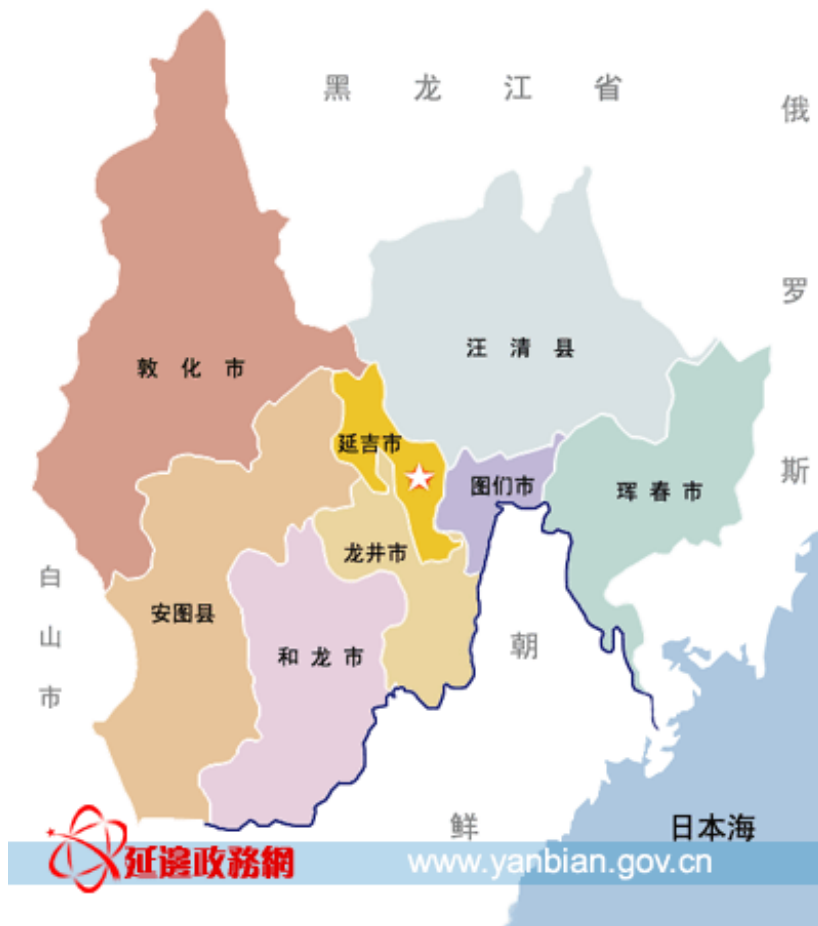 黑龙江省
俄罗斯
汪清县
敦化市
延吉市
图们市
珲春市
龙井市
白山市
安图县
和龙市
朝鲜
日本海
延邊政務網
www.yanbian.gov.cn